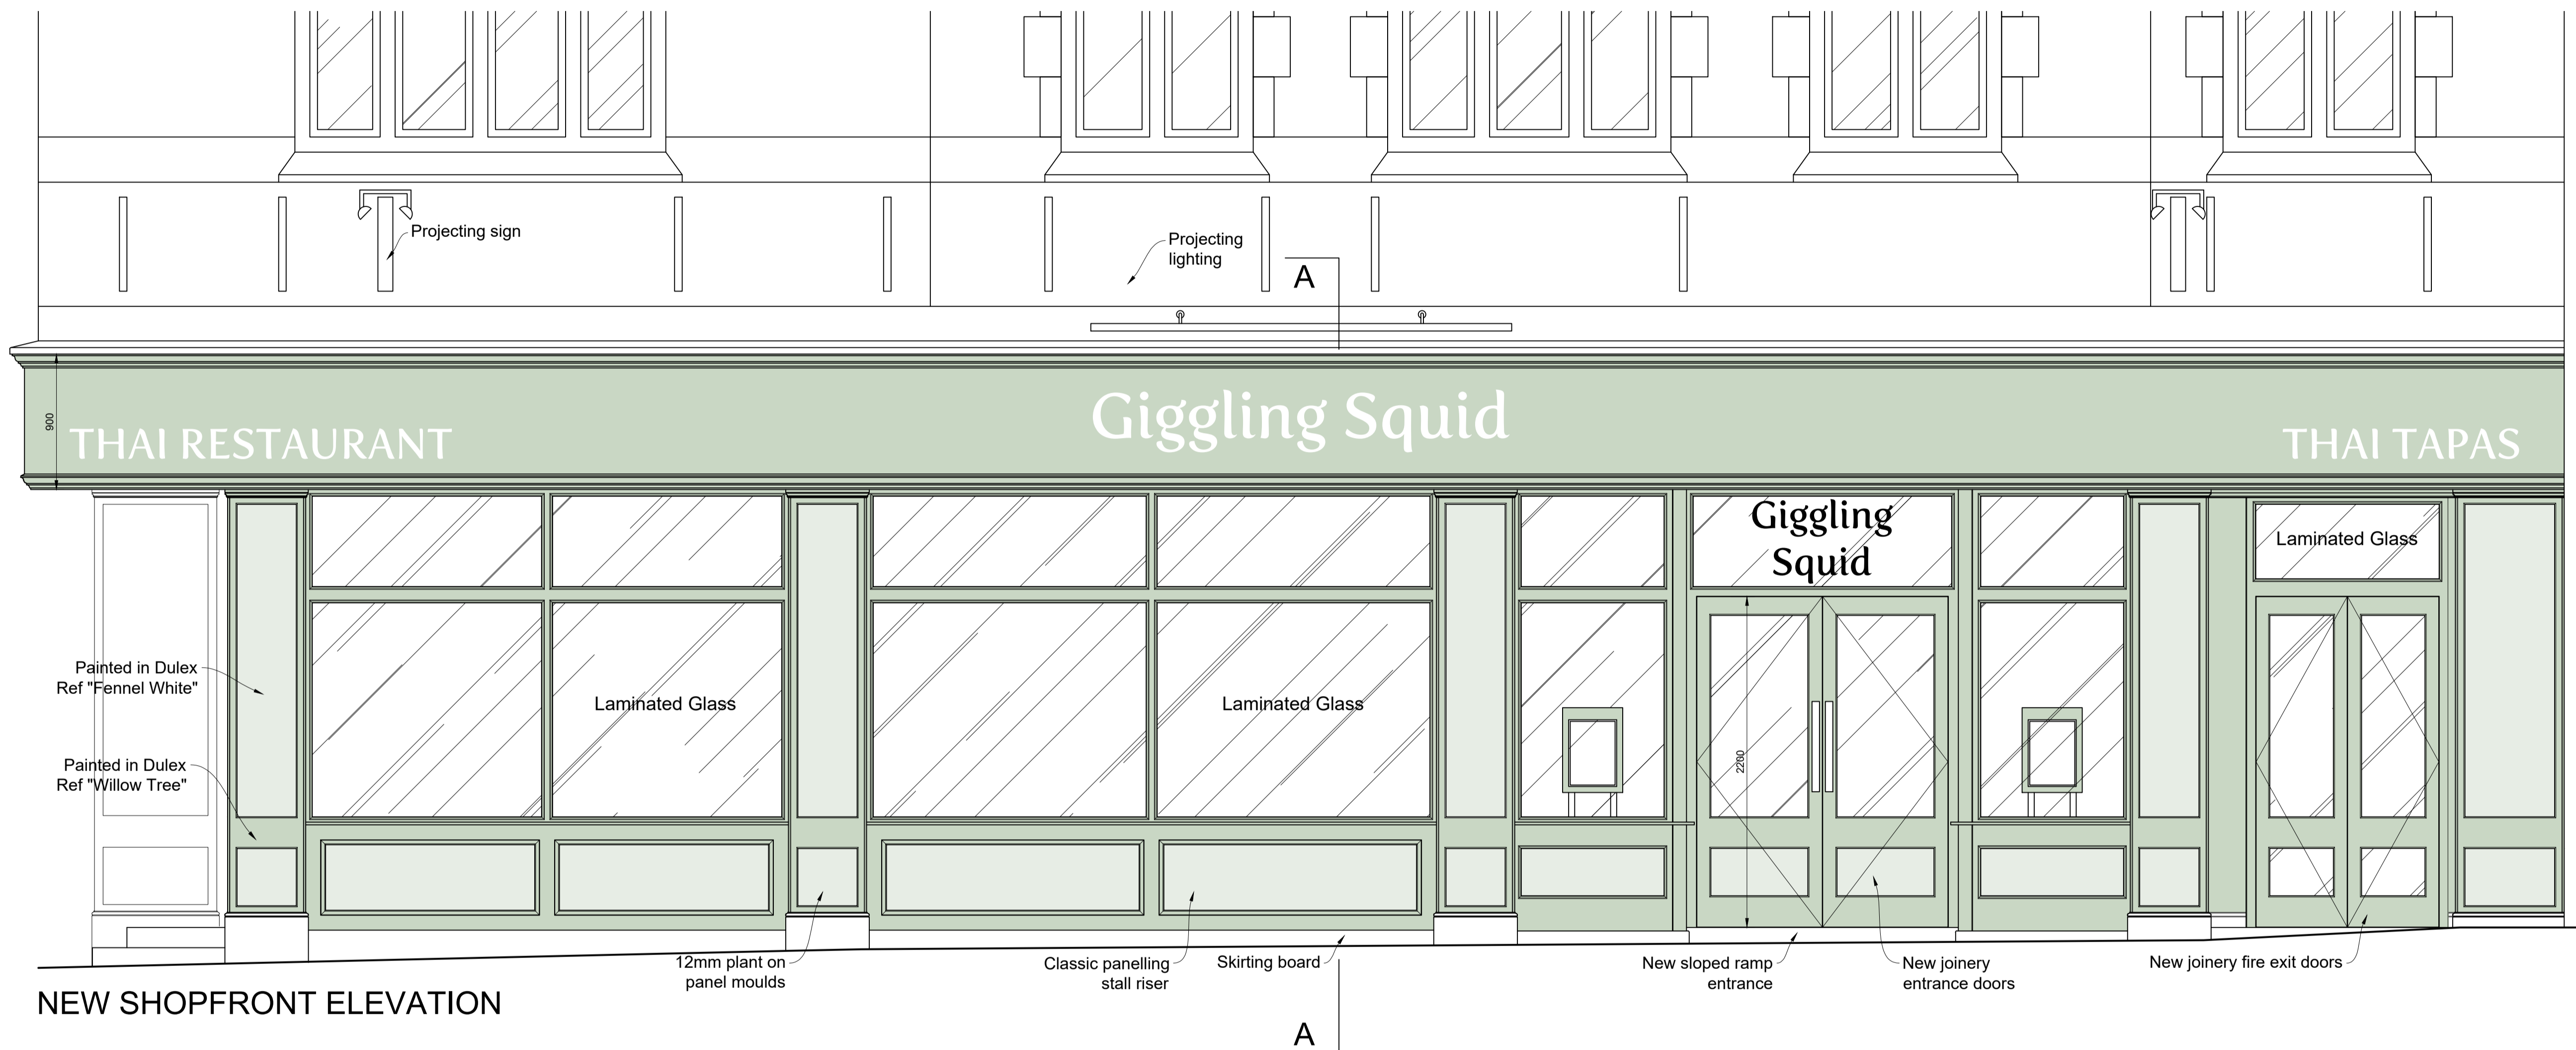 Projecting sign
Projecting
lighting
A
900
THAI RESTAURANT
Giggling Squid
THAI TAPAS
Giggling
Squid
Laminated Glass
Painted in Dulex
Ref "Fennel White"
Laminated Glass
Laminated Glass
2200
Painted in Dulex
Ref "Willow Tree"
12mm plant on
panel moulds
Classic panelling
stall riser
Skirting board
New sloped ramp
entrance
New joinery
entrance doors
New joinery fire exit doors
NEW SHOPFRONT ELEVATION
A